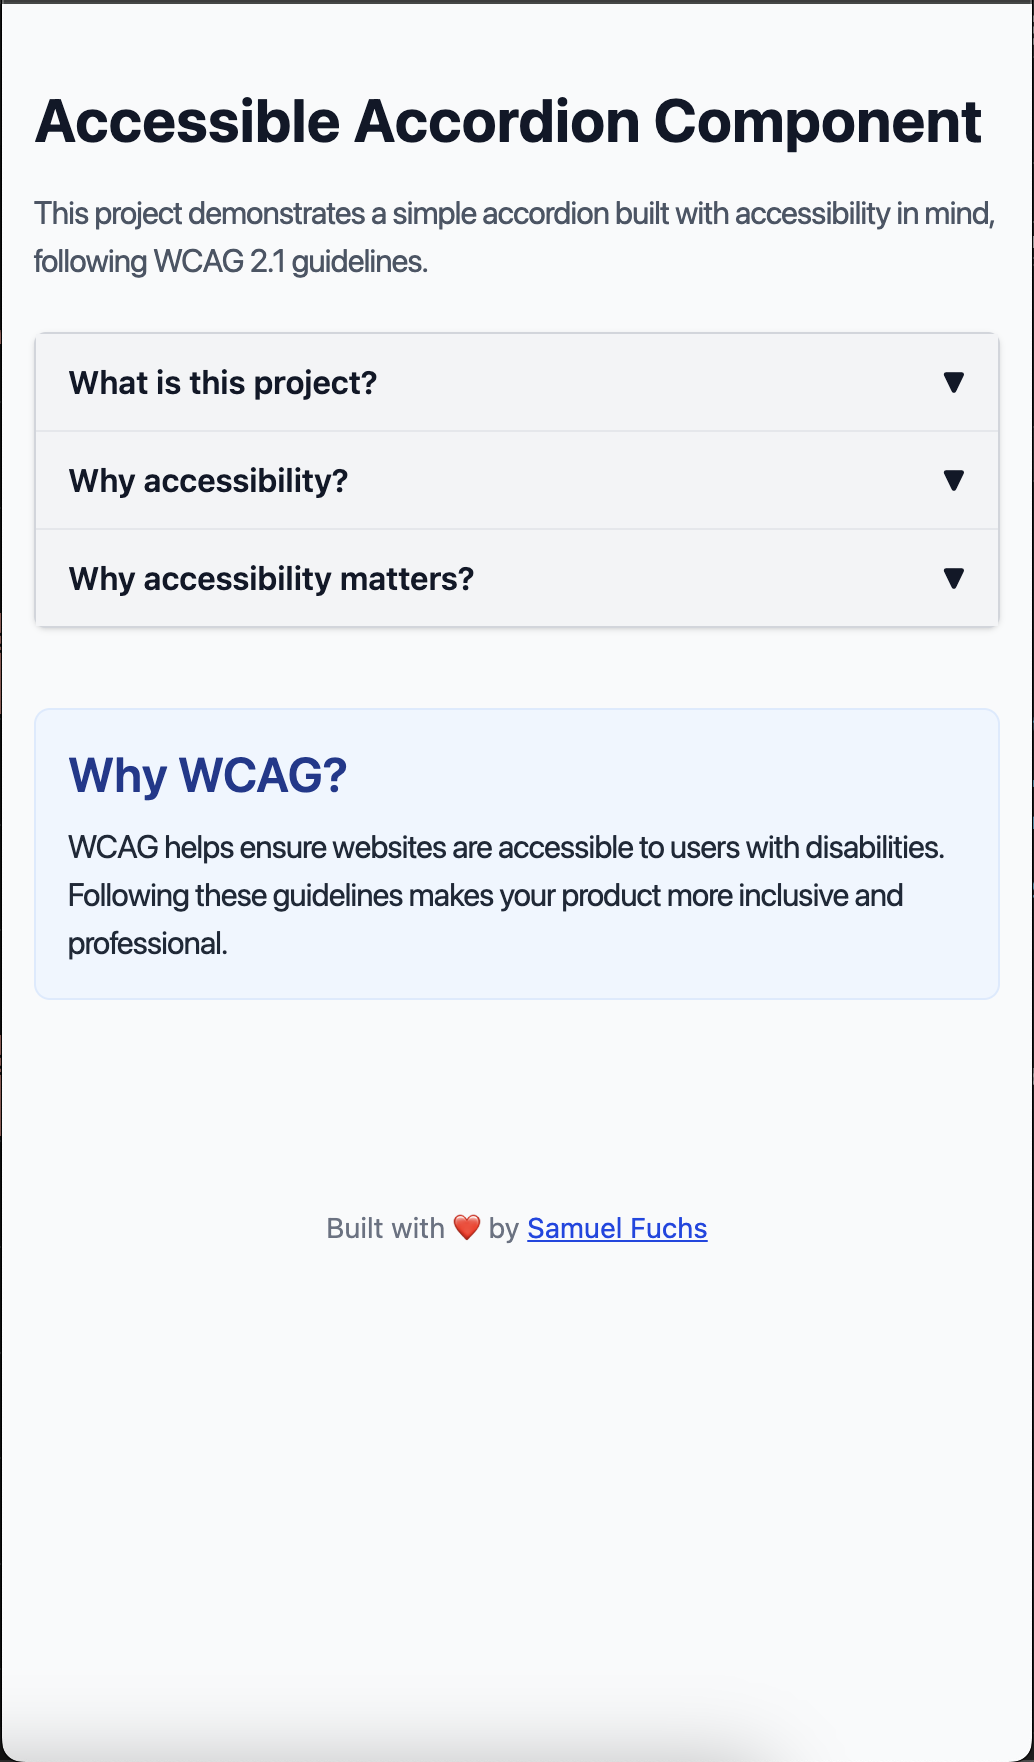 Accessible Accordion Component
This project demonstrates a simple accordion built with accessibility in mind,
following WCAG 2.1 guidelines.
What is this project? ▼
Why accessibility? ▼
Why accessibility matters? ▼
Why WCAG?
WCAG helps ensure websites are accessible to users with disabilities.
Following these guidelines makes your product more inclusive and
professional.
Built with ❤️ by Samuel Fuchs